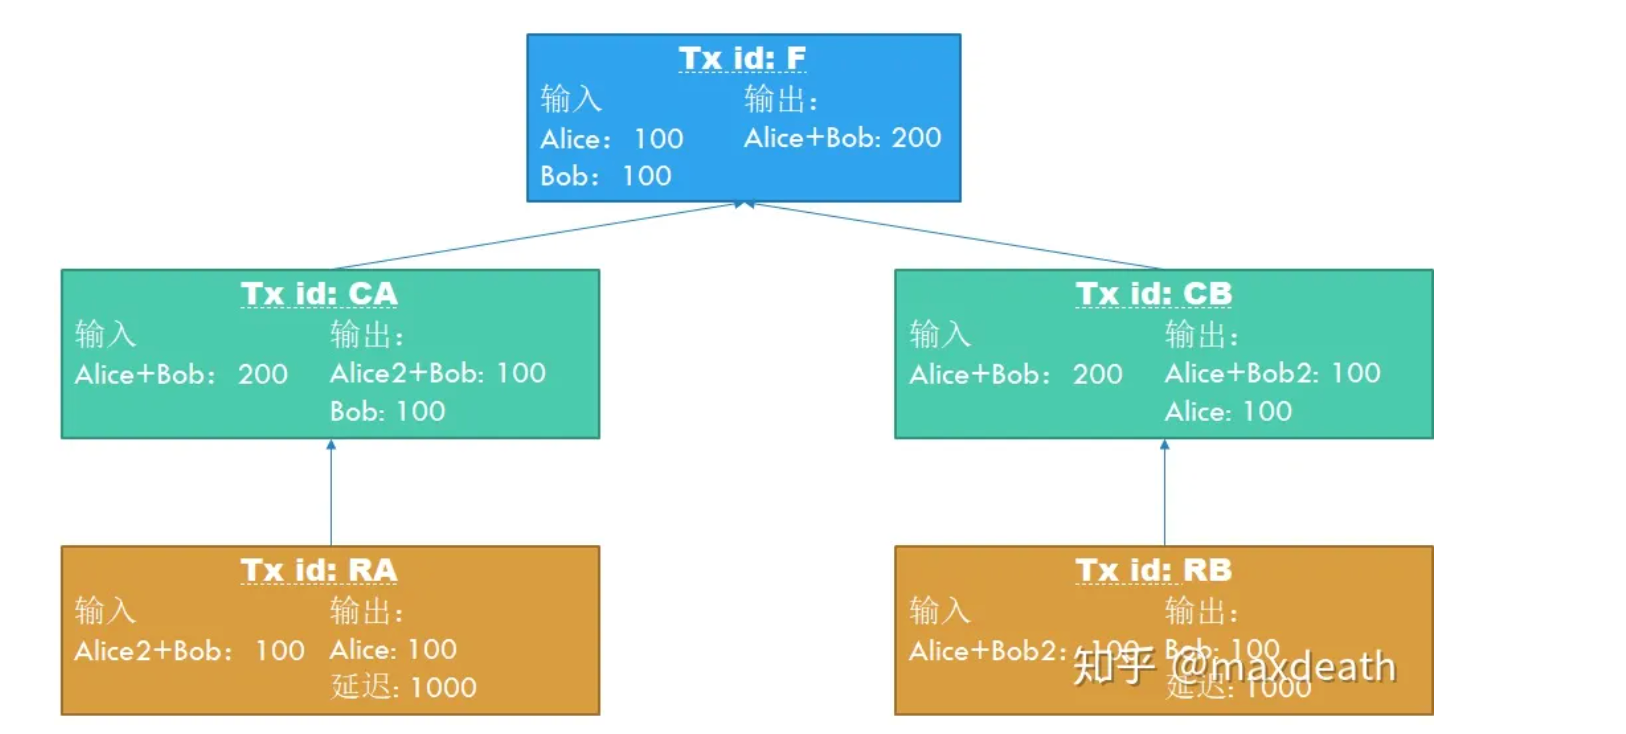 Tx id: F
输入 输出:
Alice: 100 Alice+Bob: 200
Bob: 100
Tx id: CA
输入 输出:
Alice+Bob: 200 Alice2+Bob: 100
Bob: 100
Tx id: CB
输入 输出:
Alice+Bob: 200 Alice+Bob2: 100
Alice: 100
Tx id: RA
输入 输出:
Alice2+Bob: 100 Alice: 100
延迟: 1000
Tx id: RB
输入 输出:
Alice+Bob2: 100 Bob: 100
延迟: 1000
知乎 @maxdeath